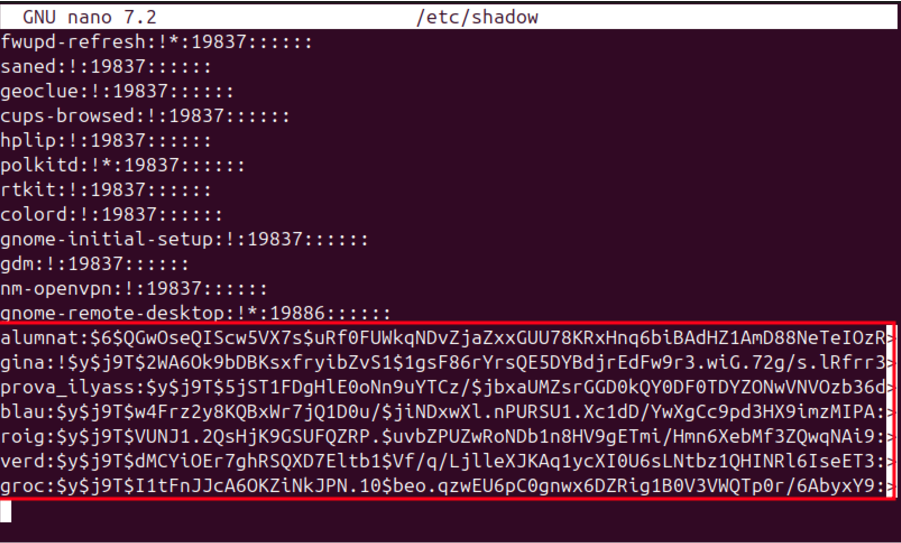 GNU nano 7.2 /etc/shadow
fwupd-refresh:!*:19837::::::
saned:!:19837::::::
geoclue:!:19837::::::
cups-browsed:!:19837::::::
hplip:!:19837::::::
polkitd:!*:19837::::::
rtkit:!:19837::::::
colord:!:19837::::::
gnome-initial-setup:!:19837::::::
gdm:!:19837::::::
nm-openvpn:!:19837::::::
gnome-remote-desktop:!*:19886::::::
alumnat:$6$QGwOseQIScw5VX7s$uRf0FUWkqNDvZjaZxxGUU78KRxHnq6biBAdHZ1AmD88NeTeIOzR>
gina:!$y$j9T$2WA6Ok9bDBKsxfryibZvS1$1gsF86rYrsQE5DYBdjrEdFw9r3.wiG.72g/s.lRfrr3>
prova_ilyass:$y$j9T$5jST1FDgHlE0oNn9uYTCz/$jbxaUMZsrGGD0kQY0DF0TDYZONwVNVOzb36d>
blau:$y$j9T$w4Frz2y8KQBxWr7jQ1D0u/$jiNDxwXl.nPURSU1.Xc1dD/YwXgCc9pd3HX9imzMIPA:>
roig:$y$j9T$VUNJ1.2QsHjK9GSUFQZRP.$uvbZPUZwRoNDb1n8HV9gETmi/Hmn6XebMf3ZQwqNAi9:>
verd:$y$j9T$dMCYiOEr7ghRSQXD7Eltb1$Vf/q/LjlleXJKAq1ycXI0U6sLNtbz1QHINRl6IseET3:>
groc:$y$j9T$I1tFnJJcA6OKZiNkJPN.10$beo.qzwEU6pC0gnwx6DZRig1B0V3VWQTp0r/6AbyxY9:>